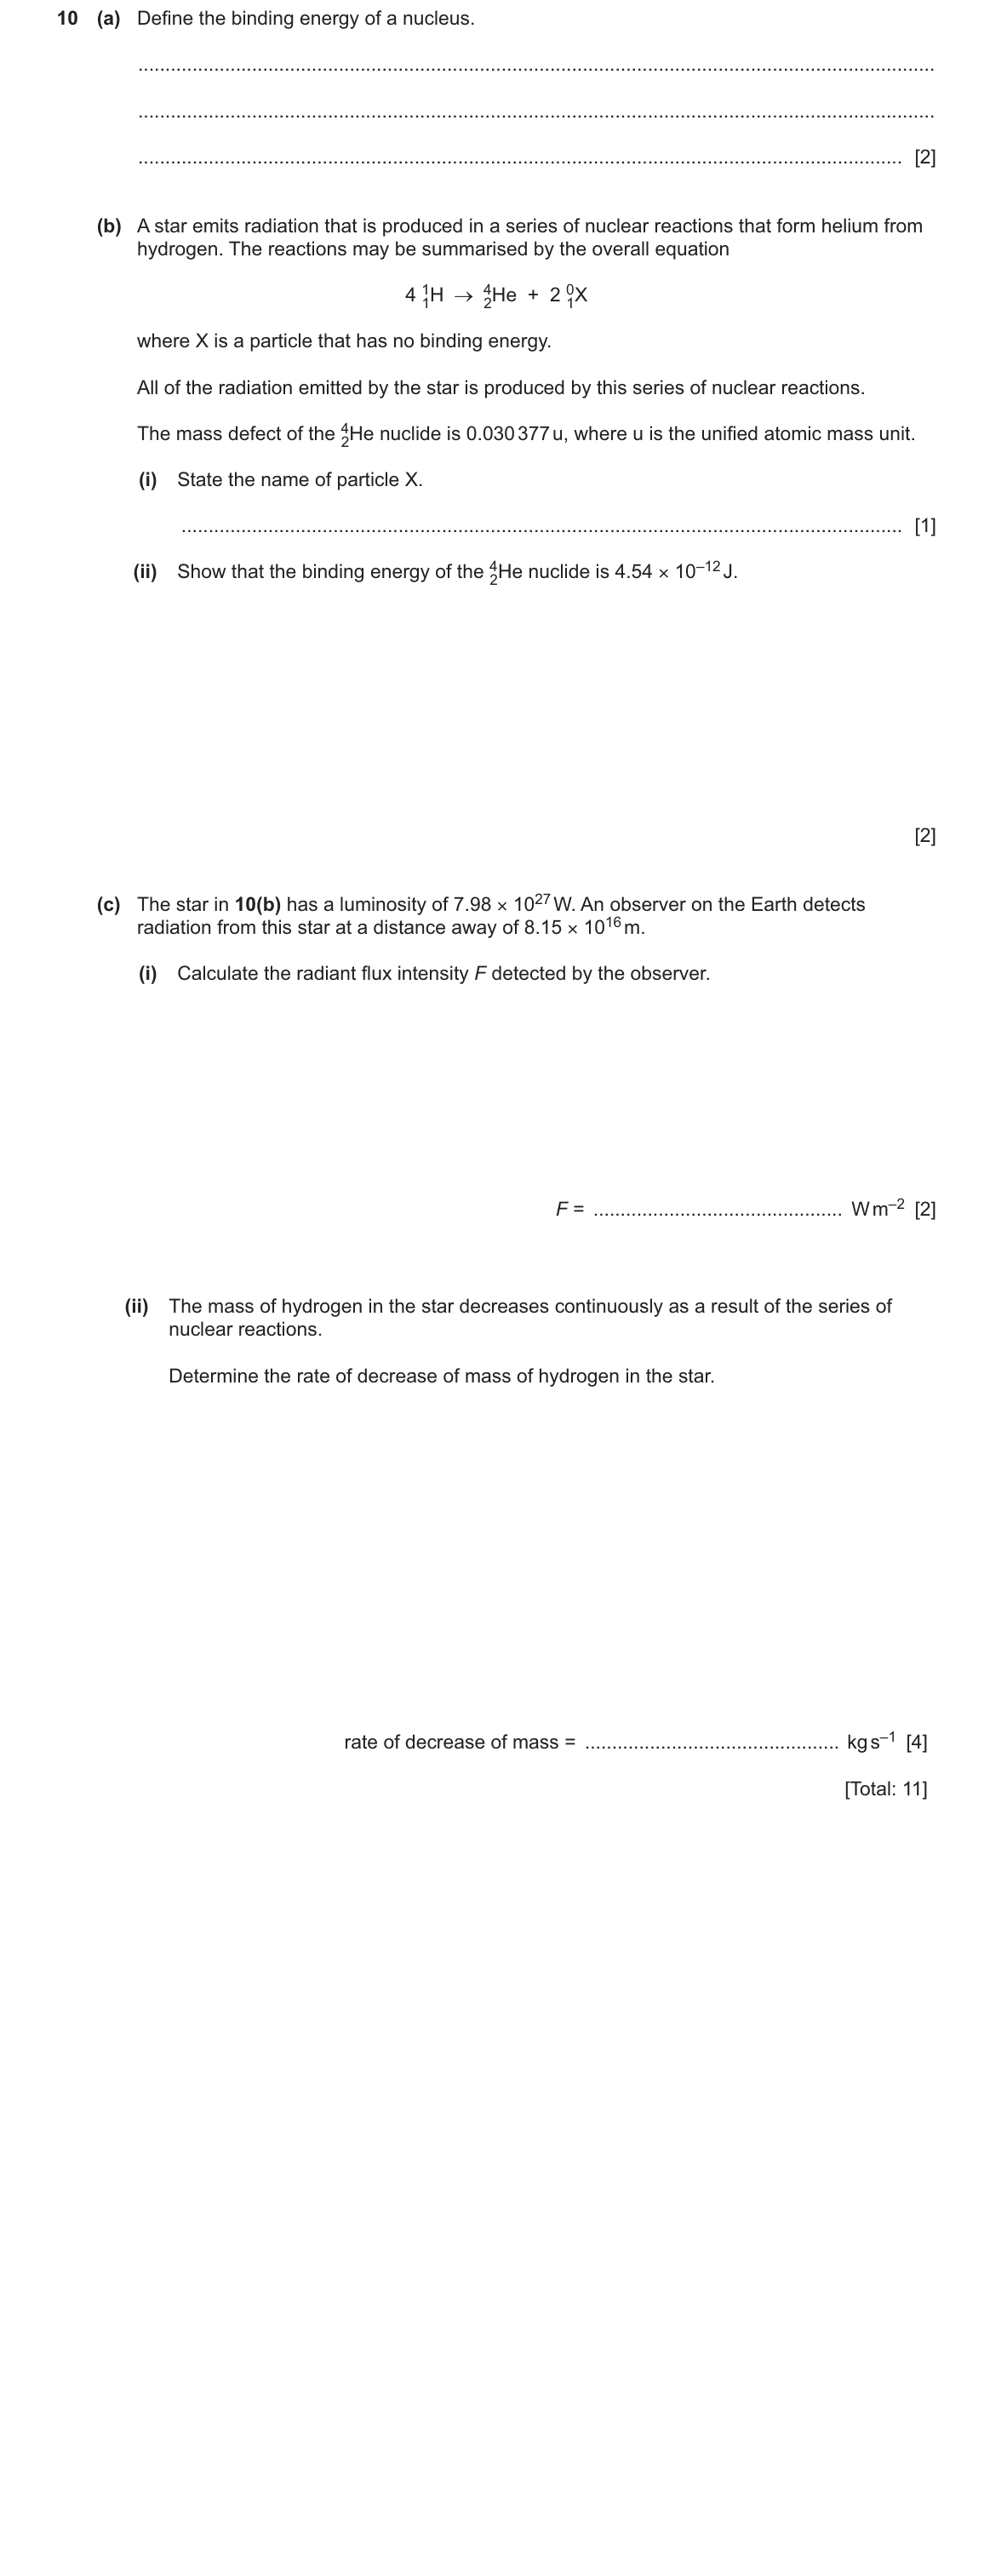 10 (a) Define the binding energy of a nucleus.
..........................................................................................................................................
..........................................................................................................................................
.................................................................................................................................... [2]
(b) A star emits radiation that is produced in a series of nuclear reactions that form helium from
hydrogen. The reactions may be summarised by the overall equation
4 ¹₁H → ⁴₂He + 2 ⁰₁X
where X is a particle that has no binding energy.
All of the radiation emitted by the star is produced by this series of nuclear reactions.
The mass defect of the ⁴₂He nuclide is 0.030377u, where u is the unified atomic mass unit.
(i) State the name of particle X.
............................................................................................................................. [1]
(ii) Show that the binding energy of the ⁴₂He nuclide is 4.54 × 10⁻¹²J.
[2]
(c) The star in 10(b) has a luminosity of 7.98 × 10²⁷W. An observer on the Earth detects
radiation from this star at a distance away of 8.15 × 10¹⁶m.
(i) Calculate the radiant flux intensity F detected by the observer.
F = .............................................. Wm⁻² [2]
(ii) The mass of hydrogen in the star decreases continuously as a result of the series of
nuclear reactions.
Determine the rate of decrease of mass of hydrogen in the star.
rate of decrease of mass = ............................................... kgs⁻¹ [4]
[Total: 11]